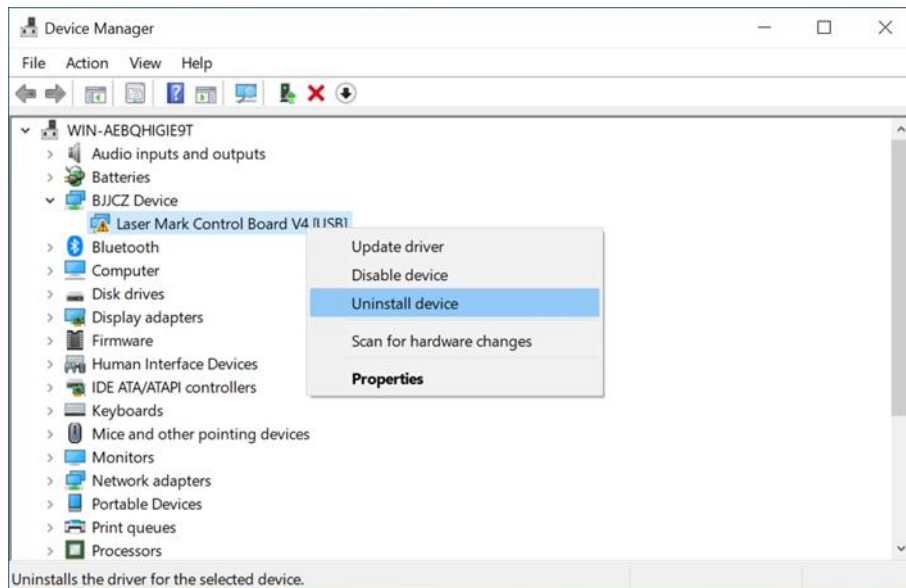 Device Manager
File Action View Help
WIN-AEBQHIGIE9T
Audio inputs and outputs
Batteries
BJJCZ Device
Laser Mark Control Board V4 [USB]
Update driver
Bluetooth
Disable device
Computer
Uninstall device
Disk drives
Display adapters
Scan for hardware changes
Firmware
Human Interface Devices
Properties
IDE ATA/ATAPI controllers
Keyboards
Mice and other pointing devices
Monitors
Network adapters
Portable Devices
Print queues
Processors
Uninstalls the driver for the selected device.